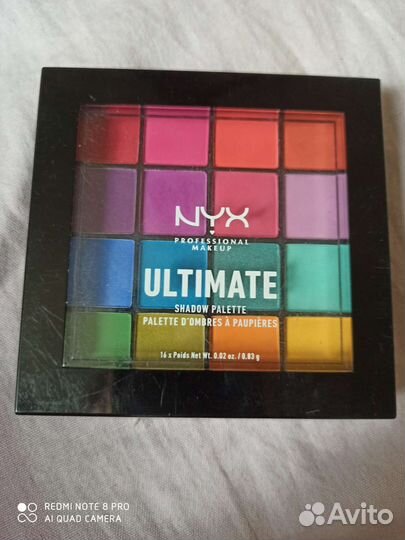 NYX
PROFESSIONAL
MAKEUP
ULTIMATE
SHADOW PALETTE
PALETTE D'OMBRES À PAUPIÈRES
16 x Poids Net Wt. 0.02 oz. / 0.83 g
REDMI NOTE 8 PRO
AI QUAD CAMERA
Avito